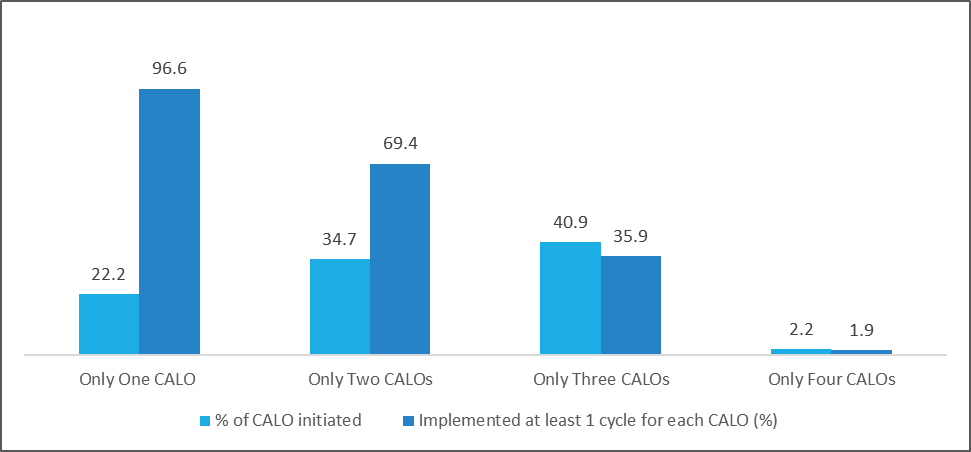 96.6
69.4
40.9
34.7
35.9
22.2
2.2
1.9
Only One CALO
Only Two CALOs
Only Three CALOs
Only Four CALOs
% of CALO initiated
Implemented at least 1 cycle for each CALO (%)